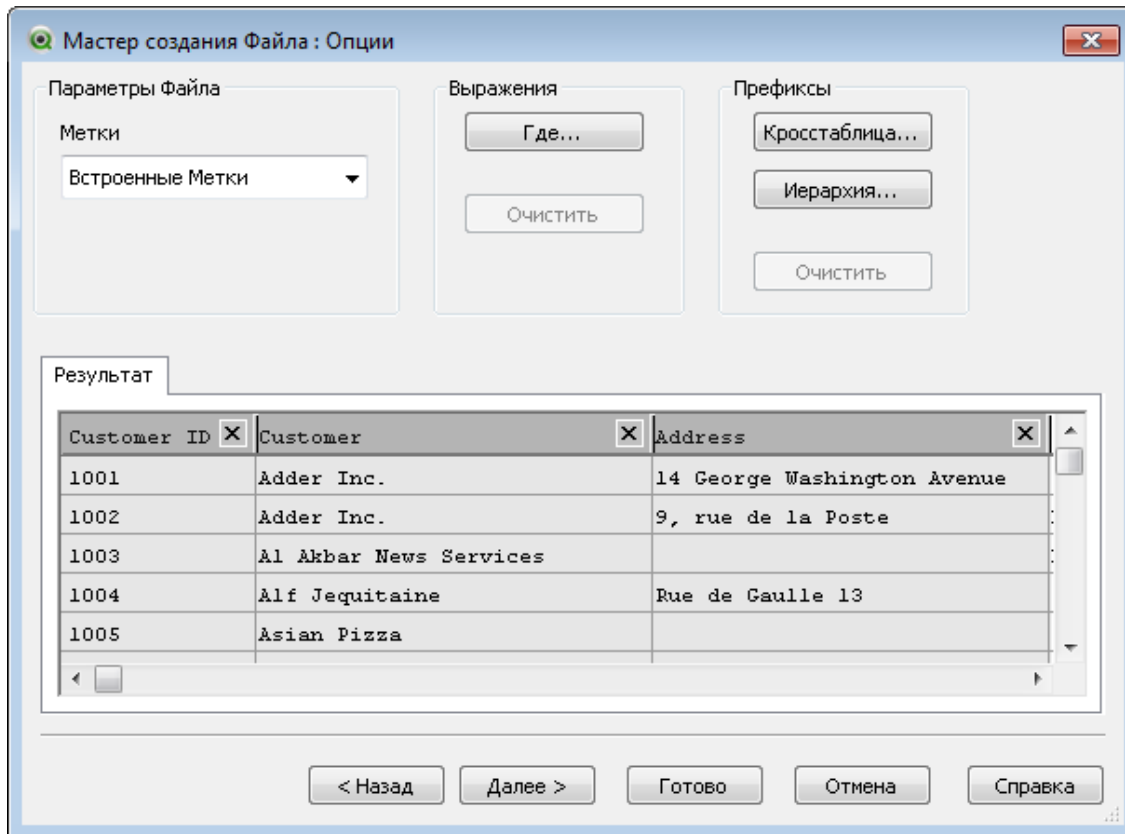 Мастер создания Файла : Опции
Параметры Файла
Метки
Встроенные Метки
Выражения
Где...
Очистить
Префиксы
Кросстаблица...
Иерархия...
Очистить
Результат
Customer ID Customer Address
1001 Adder Inc. 14 George Washington Avenue
1002 Adder Inc. 9, rue de la Poste
1003 Al Akbar News Services
1004 Alf Jequitaine Rue de Gaulle 13
1005 Asian Pizza
< Назад Далее > Готово Отмена Справка